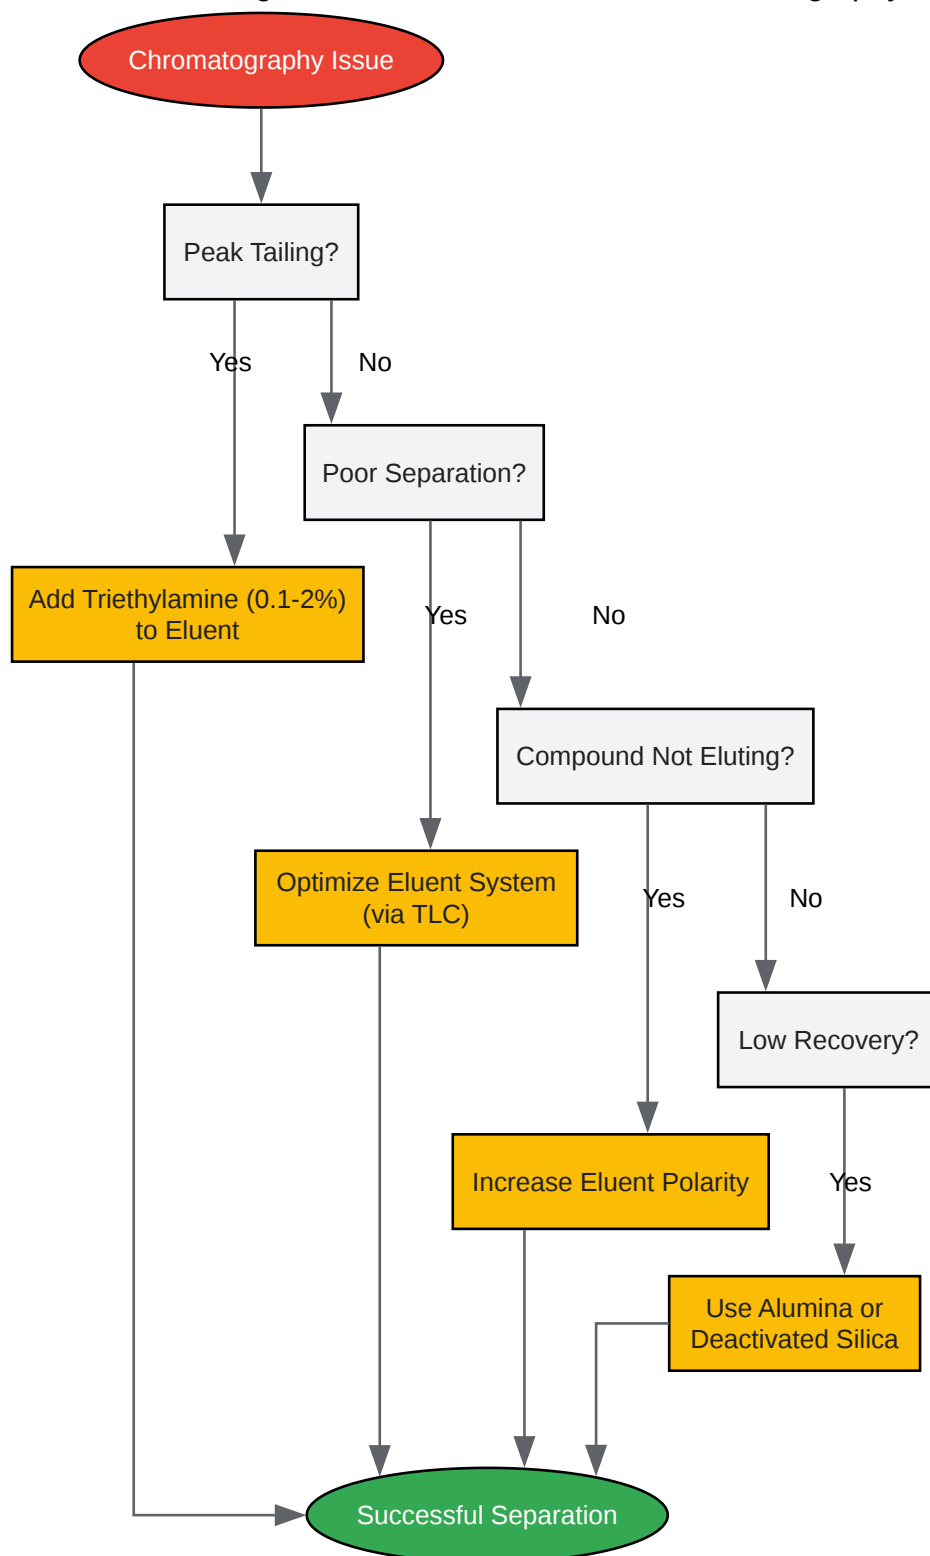 Chromatography Issue
Peak Tailing?
Yes
No
Poor Separation?
Add Triethylamine (0.1-2%)
to Eluent
Yes
No
Compound Not Eluting?
Optimize Eluent System
(via TLC)
Yes
No
Low Recovery?
Increase Eluent Polarity
Yes
Use Alumina or
Deactivated Silica
Successful Separation